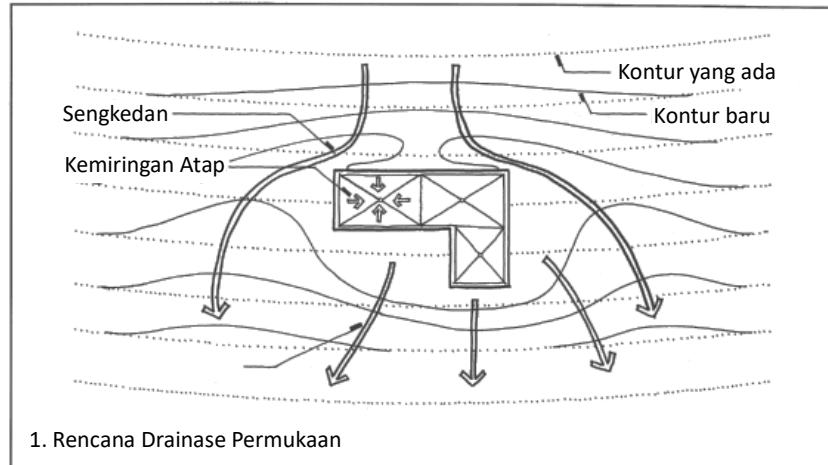 Kontur yang ada
Kontur baru
Sengkedan
Kemiringan Atap
1. Rencana Drainase Permukaan